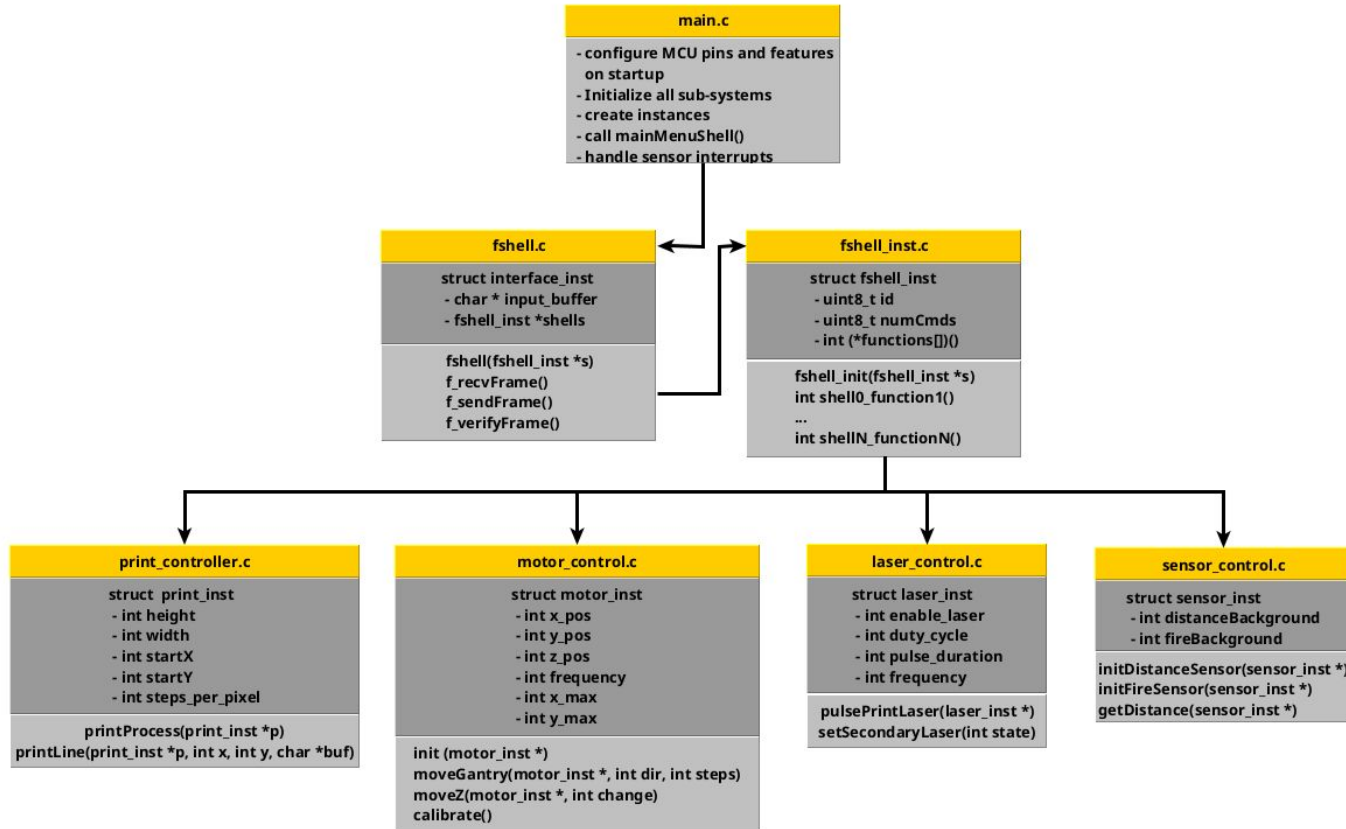 main.c
- configure MCU pins and features
on startup
- Initialize all sub-systems
- create instances
- call mainMenuShell()
- handle sensor interrupts
fshell.c
struct interface_inst
- char * input_buffer
- fshell_inst *shells
fshell(fshell_inst *s)
f_recvFrame()
f_sendFrame()
f_verifyFrame()
fshell_inst.c
struct fshell_inst
- uint8_t id
- uint8_t numCmds
- int (*functions[])()
fshell_init(fshell_inst *s)
int shell0_function1()
...
int shellN_functionN()
print_controller.c
struct print_inst
- int height
- int width
- int startX
- int startY
- int steps_per_pixel
printProcess(print_inst *p)
printLine(print_inst *p, int x, int y, char *buf)
motor_control.c
struct motor_inst
- int x_pos
- int y_pos
- int z_pos
- int frequency
- int x_max
- int y_max
init (motor_inst *)
moveGantry(motor_inst *, int dir, int steps)
moveZ(motor_inst *, int change)
calibrate()
laser_control.c
struct laser_inst
- int enable_laser
- int duty_cycle
- int pulse_duration
- int frequency
pulsePrintLaser(laser_inst *)
setSecondaryLaser(int state)
sensor_control.c
struct sensor_inst
- int distanceBackground
- int fireBackground
initDistanceSensor(sensor_inst *)
initFireSensor(sensor_inst *)
getDistance(sensor_inst *)